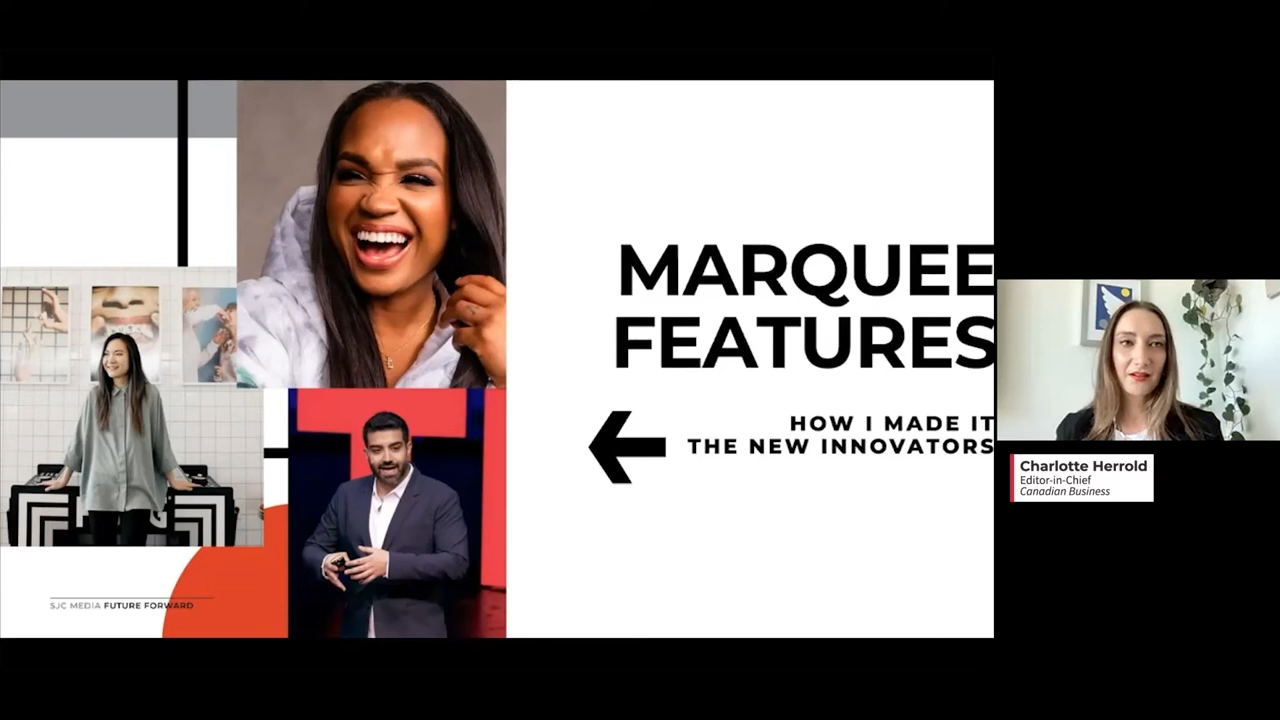 MARQUEE
FEATURES
HOW I MADE IT
THE NEW INNOVATORS
SJC MEDIA FUTURE FORWARD
Charlotte Herrold
Editor-in-Chief
Canadian Business